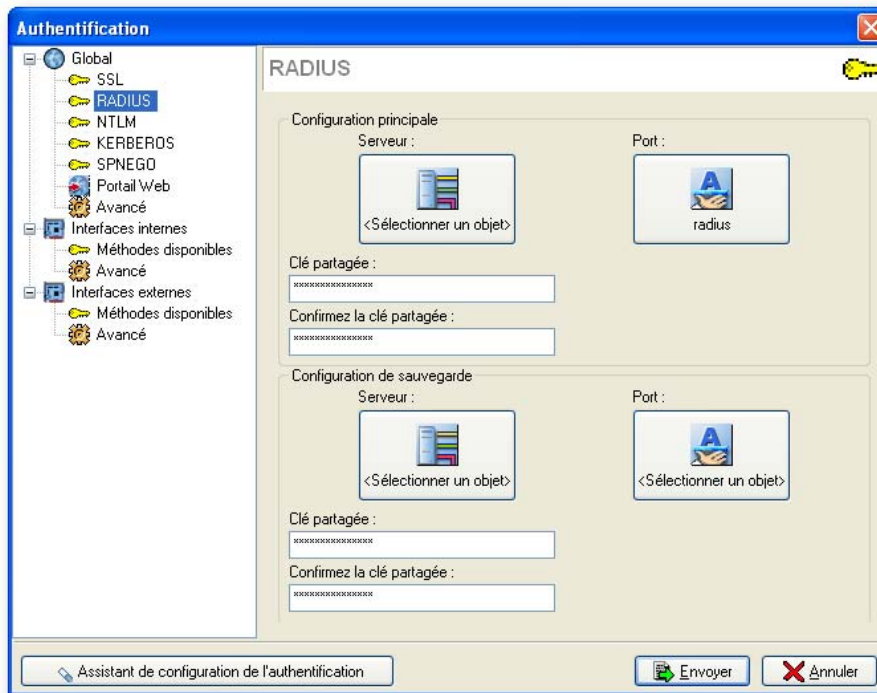 Authentification
Global
SSL
RADIUS
NTLM
KERBEROS
SPNEGO
Portail Web
Avancé
Interfaces internes
Méthodes disponibles
Avancé
Interfaces externes
Méthodes disponibles
Avancé
RADIUS
Configuration principale
Serveur : Port :
<Sélectionner un objet> radius
Clé partagée :
***************
Confirmez la clé partagée :
***************
Configuration de sauvegarde
Serveur : Port :
<Sélectionner un objet> <Sélectionner un objet>
Clé partagée :
***************
Confirmez la clé partagée :
***************
Assistant de configuration de l'authentification Envoyer Annuler